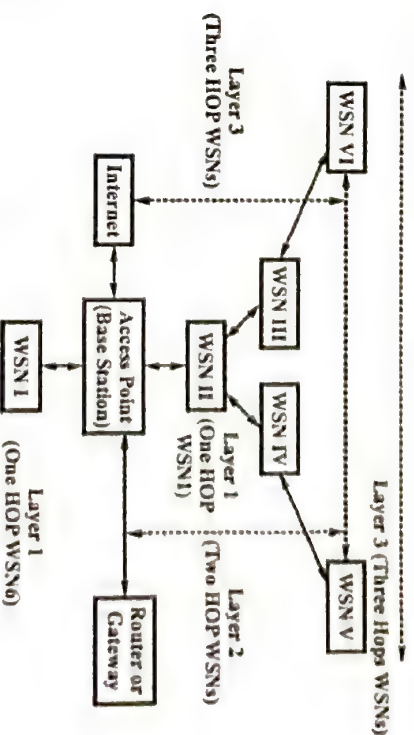 Layer 3 (Three Hops WSNs)
WSN VI
WSN V
Layer 3
(Three HOP WSNs)
WSN III
WSN IV
Layer 2
(Two HOP WSNs)
WSN II
Layer 1
(One HOP
WSN1)
Internet
Access Point
(Base Station)
Router or
Gateway
WSN I
Layer 1
(One HOP WSN6)